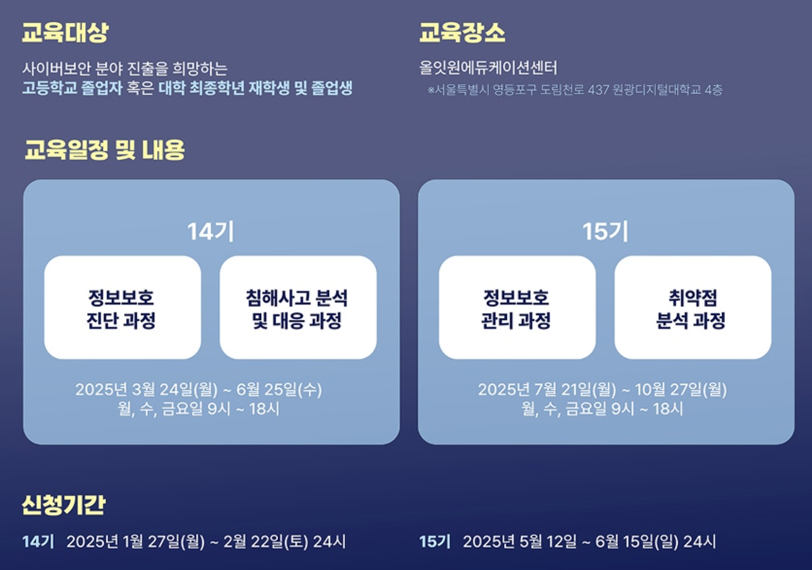 교육대상
사이버보안 분야 진출을 희망하는
고등학교 졸업자 혹은 대학 최종학년 재학생 및 졸업생
교육장소
올잇원에듀케이션센터
※서울특별시 영등포구 도림천로 437 원광디지털대학교 4층
교육일정 및 내용
14기
정보보호
진단 과정
침해사고 분석
및 대응 과정
2025년 3월 24일(월) ~ 6월 25일(수)
월, 수, 금요일 9시 ~ 18시
15기
정보보호
관리 과정
취약점
분석 과정
2025년 7월 21일(월) ~ 10월 27일(월)
월, 수, 금요일 9시 ~ 18시
신청기간
14기 2025년 1월 27일(월) ~ 2월 22일(토) 24시
15기 2025년 5월 12일 ~ 6월 15일(일) 24시